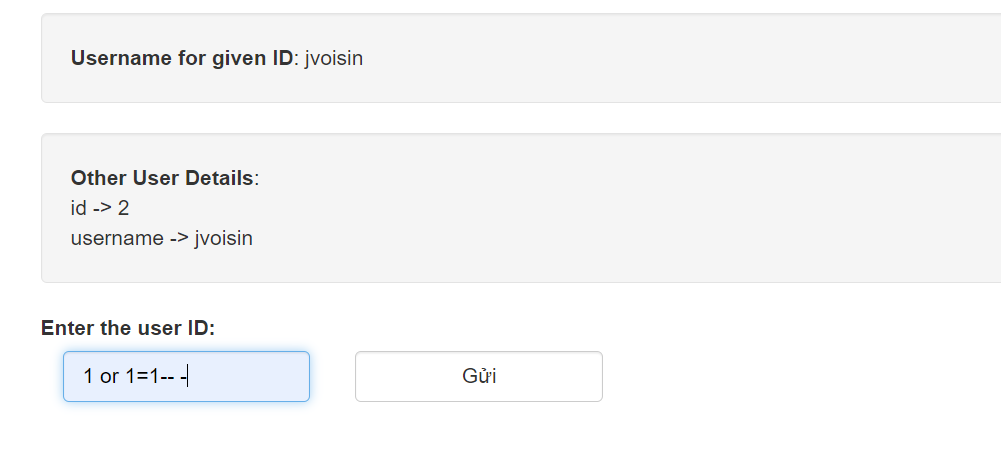 Username for given ID: jvoisin
Other User Details:
id -> 2
username -> jvoisin
Enter the user ID:
1 or 1=1-- -
Gửi